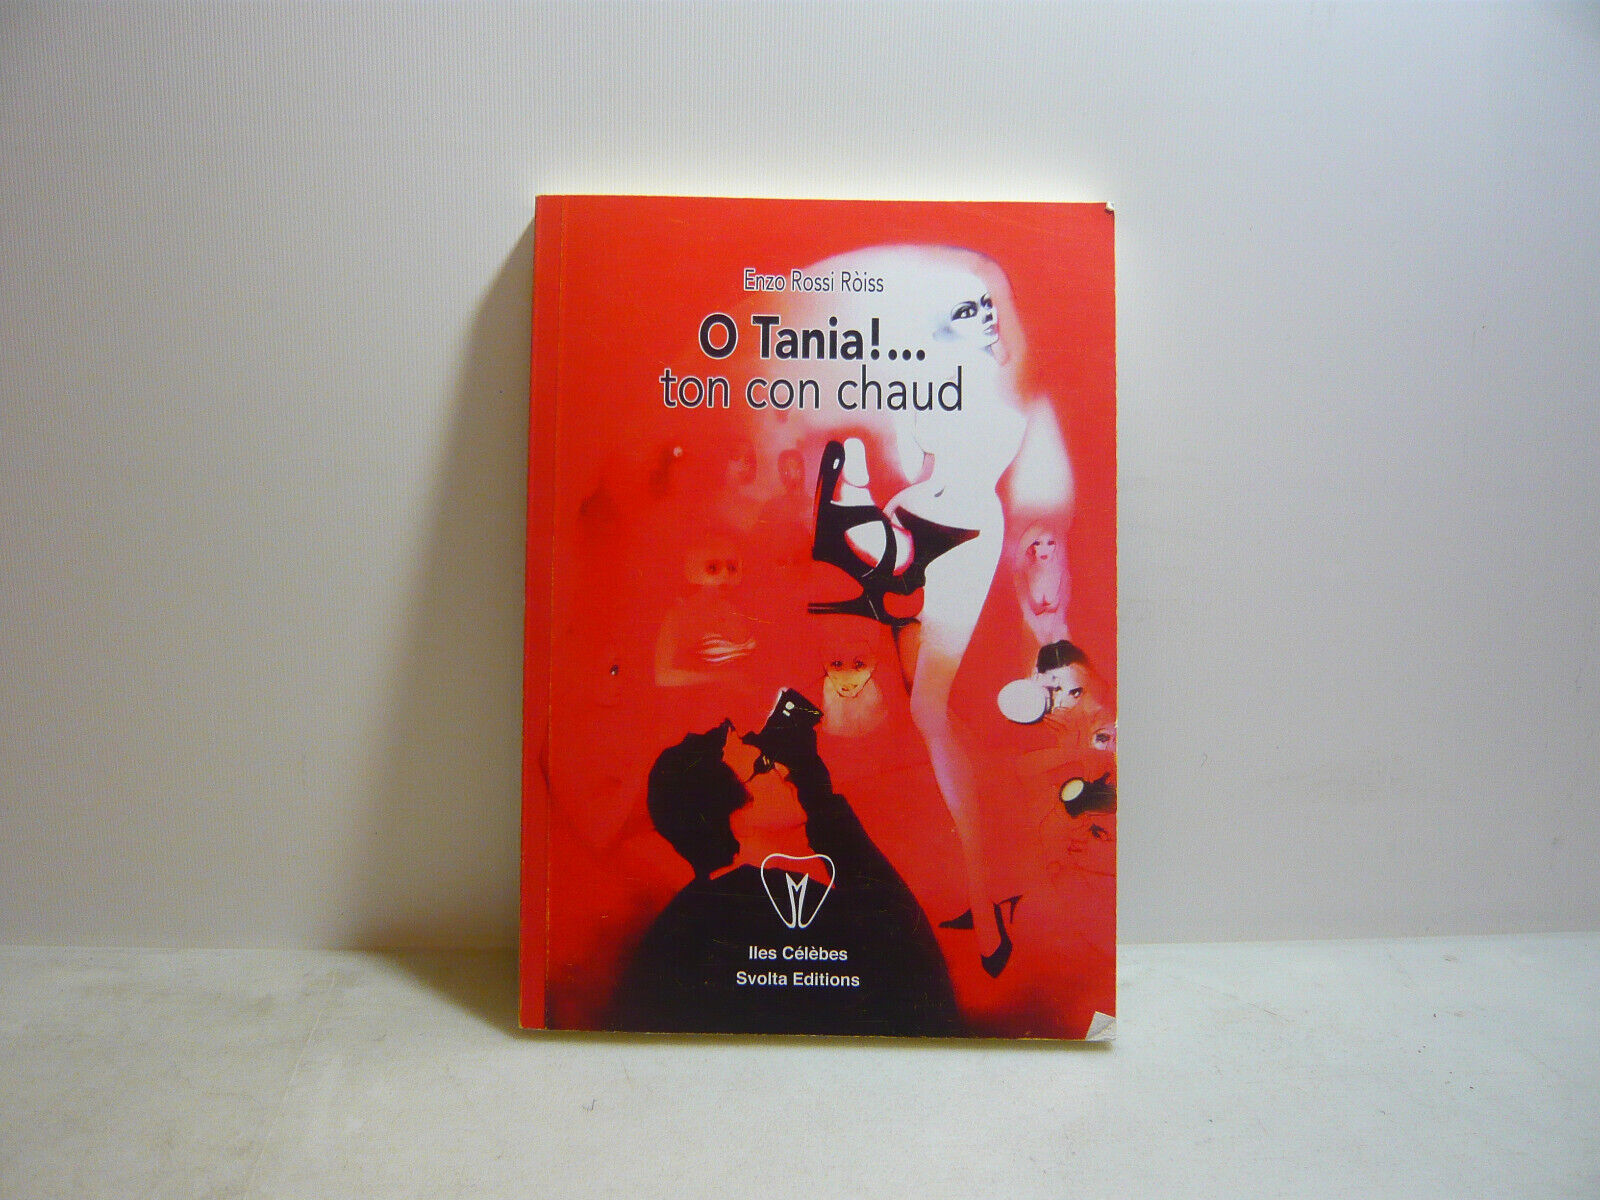 Enzo Rossi Ròiss
O Tania!...
ton con chaud
Iles Célèbes
Svolta Editions